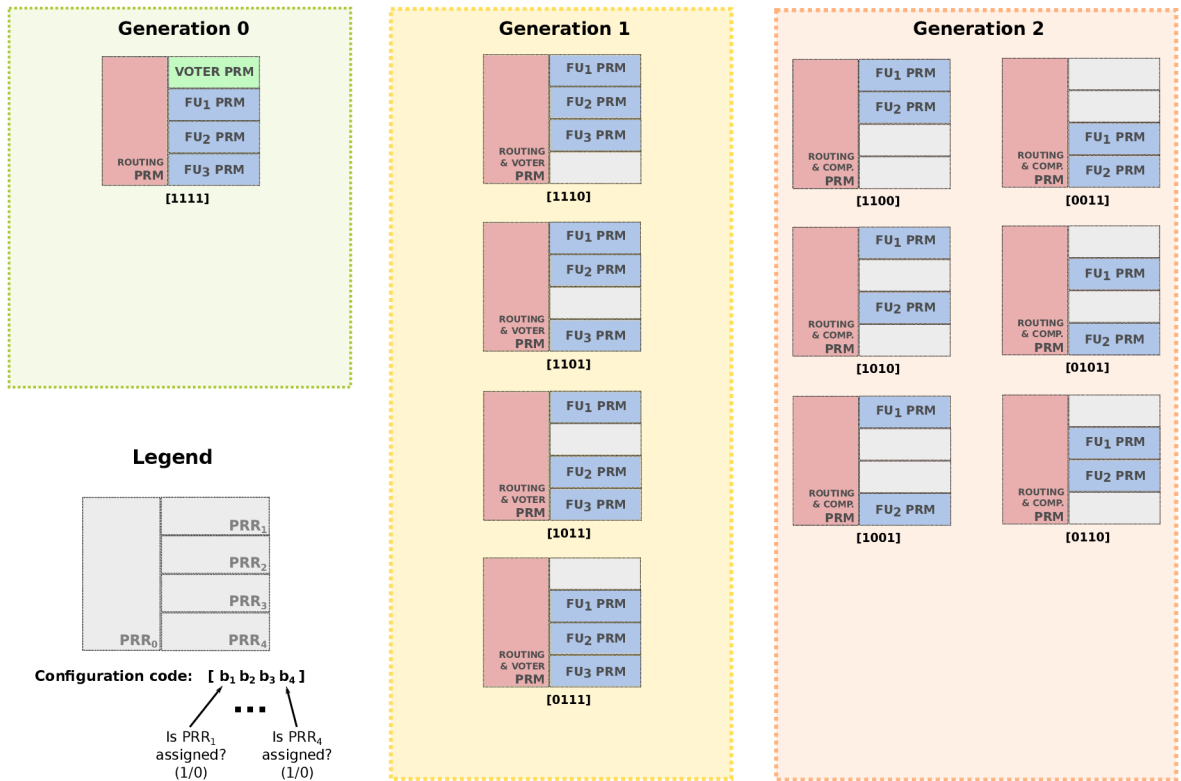 Generation 0
VOTER PRM
FU1 PRM
FU2 PRM
FU3 PRM
ROUTING
PRM
[1111]
Generation 1
FU1 PRM
FU2 PRM
FU3 PRM
ROUTING
& VOTER
PRM
[1110]
FU1 PRM
FU2 PRM
FU3 PRM
ROUTING
& VOTER
PRM
[1101]
FU1 PRM
FU2 PRM
FU3 PRM
ROUTING
& VOTER
PRM
[1011]
FU1 PRM
FU2 PRM
FU3 PRM
ROUTING
& VOTER
PRM
[0111]
Generation 2
FU1 PRM
FU2 PRM
ROUTING
& COMP.
PRM
[1100]
FU1 PRM
FU2 PRM
ROUTING
& COMP.
PRM
[0011]
FU1 PRM
FU2 PRM
ROUTING
& COMP.
PRM
[1010]
FU1 PRM
FU2 PRM
ROUTING
& COMP.
PRM
[0101]
FU1 PRM
FU2 PRM
ROUTING
& COMP.
PRM
[1001]
FU1 PRM
FU2 PRM
ROUTING
& COMP.
PRM
[0110]
Legend
PRR1
PRR2
PRR3
PRR0 PRR4
Configuration code: [ b1 b2 b3 b4 ]
...
Is PRR1
assigned?
(1/0)
Is PRR4
assigned?
(1/0)